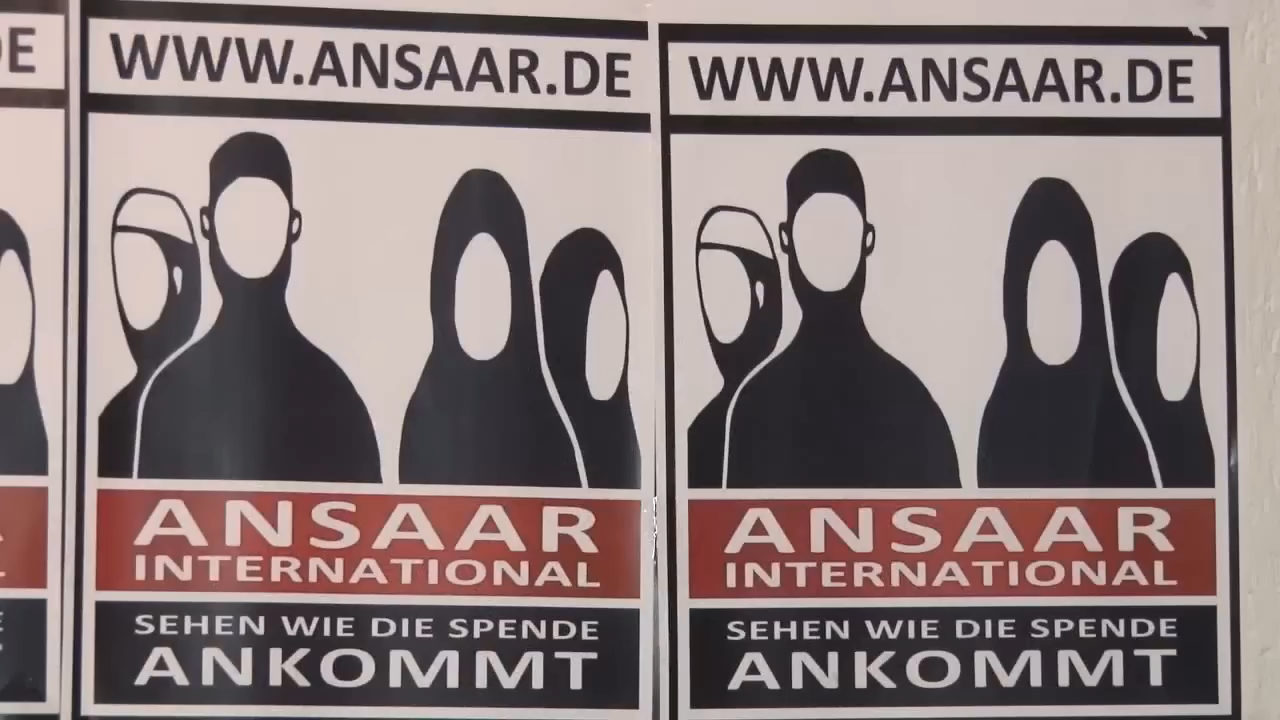 DE
WWW.ANSAAR.DE
ANSAAR
INTERNATIONAL
SEHEN WIE DIE SPENDE
ANKOMMT
WWW.ANSAAR.DE
ANSAAR
INTERNATIONAL
SEHEN WIE DIE SPENDE
ANKOMMT